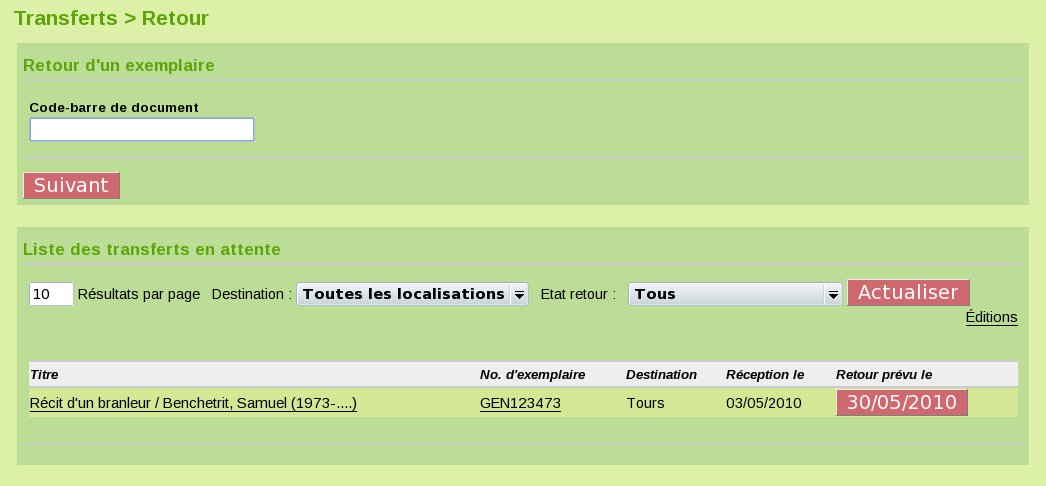 Transferts > Retour
Retour d'un exemplaire
Code-barre de document
Suivant
Liste des transferts en attente
10 Résultats par page Destination : Toutes les localisations Etat retour : Tous Actualiser
Éditions
Titre No. d'exemplaire Destination Réception le Retour prévu le
Récit d'un branleur / Benchetrit, Samuel (1973-....) GEN123473 Tours 03/05/2010 30/05/2010